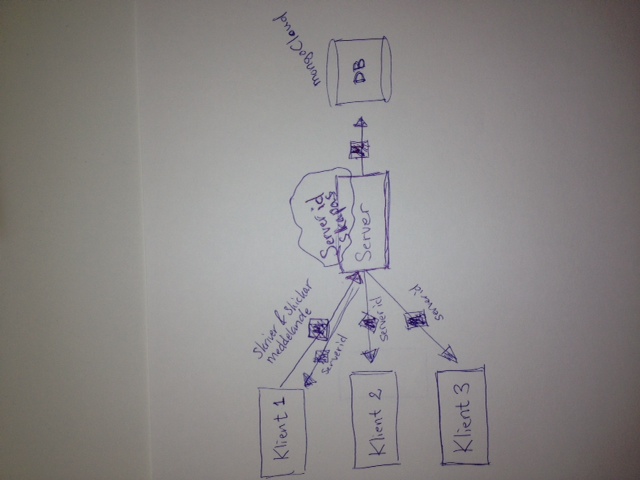 mongoCloud
Skriver & Skickar
meddelande
Klient 1
M
serverid
Server id
skapas
Server
M
DB
Klient 2
M
serverid
M
serverid
Klient 3